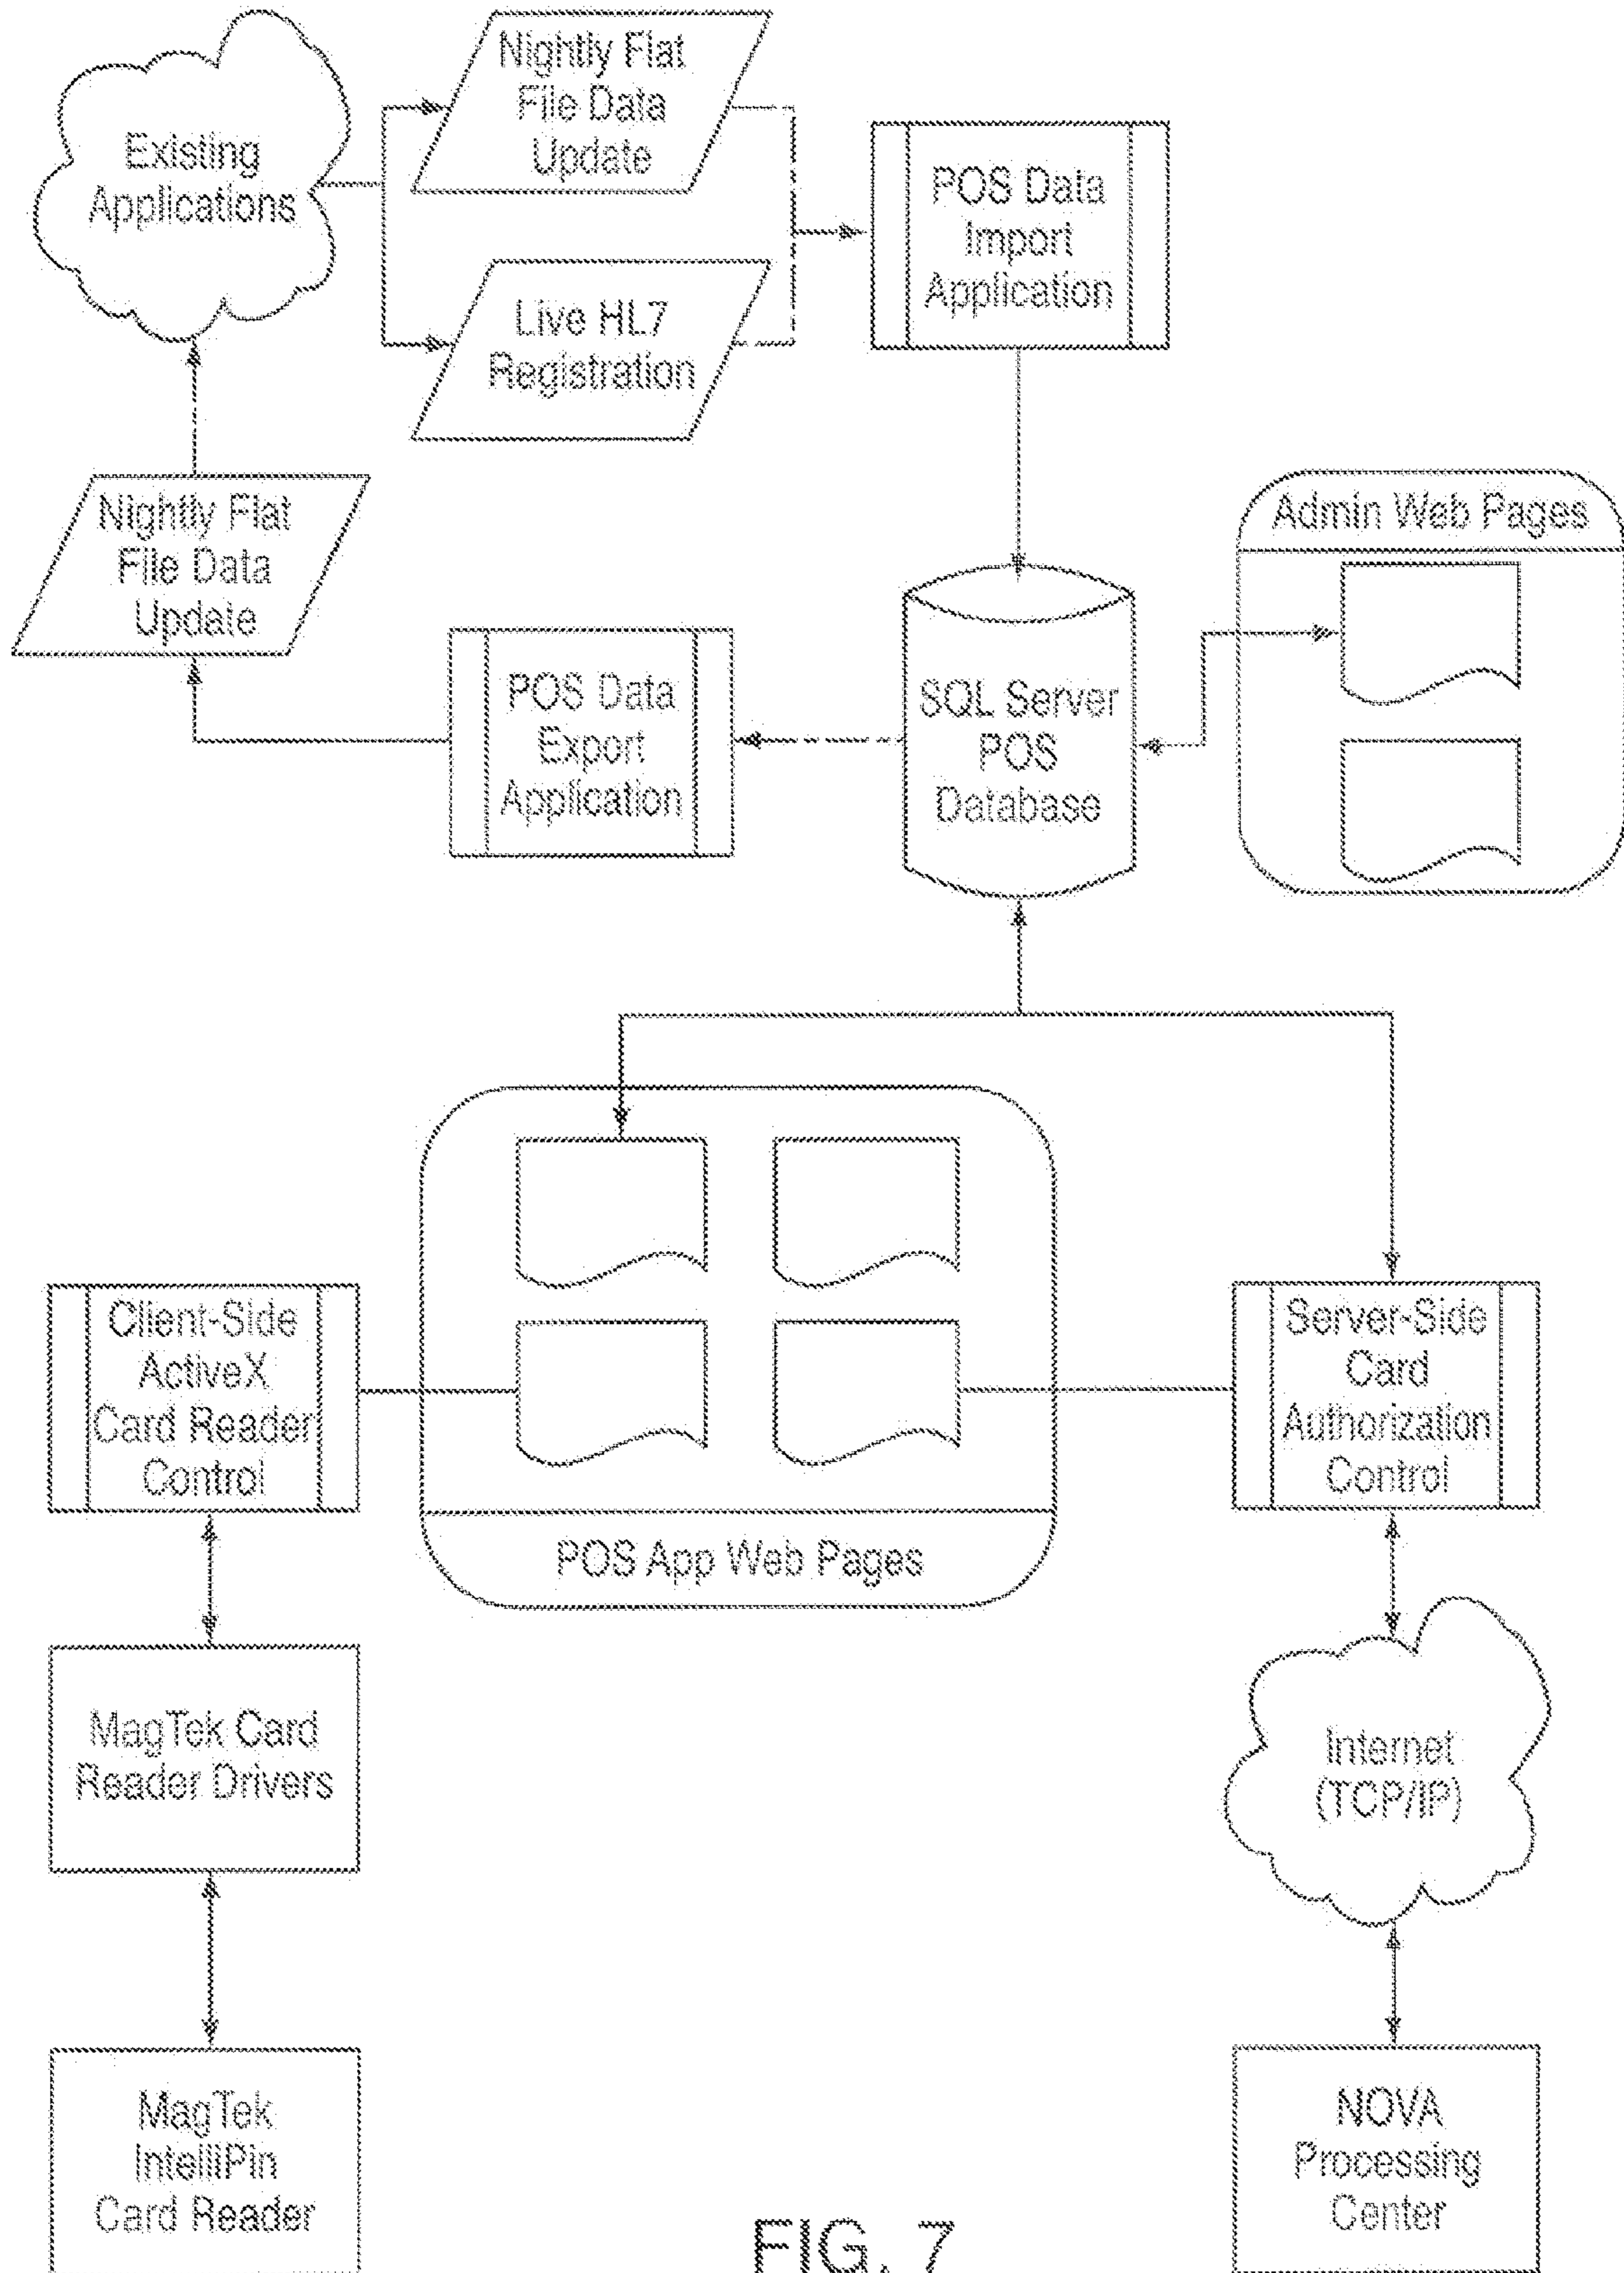 Nightly Flat
File Data
Update
Existing
Applications
POS Data
Import
Application
Live HL7
Registration
Nightly Flat
File Data
Update
Admin Web Pages
POS Data
Export
Application
SQL Server
POS
Database
Client-Side
ActiveX
Card Reader
Control
Server-Side
Card
Authorization
Control
POS App Web Pages
MagTek Card
Reader Drivers
Internet
(TCP/IP)
MagTek
IntelliPin
Card Reader
NOVA
Processing
Center
FIG. 7